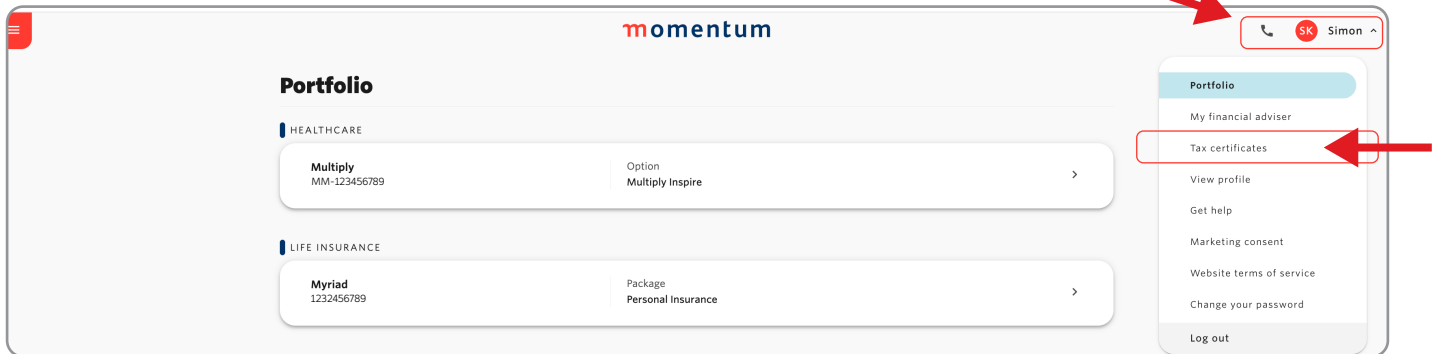 momentum
SK Simon
Portfolio
HEALTHCARE
Multiply
MM-123456789
Option
Multiply Inspire
LIFE INSURANCE
Myriad
1232456789
Package
Personal Insurance
Portfolio
My financial adviser
Tax certificates
View profile
Get help
Marketing consent
Website terms of service
Change your password
Log out